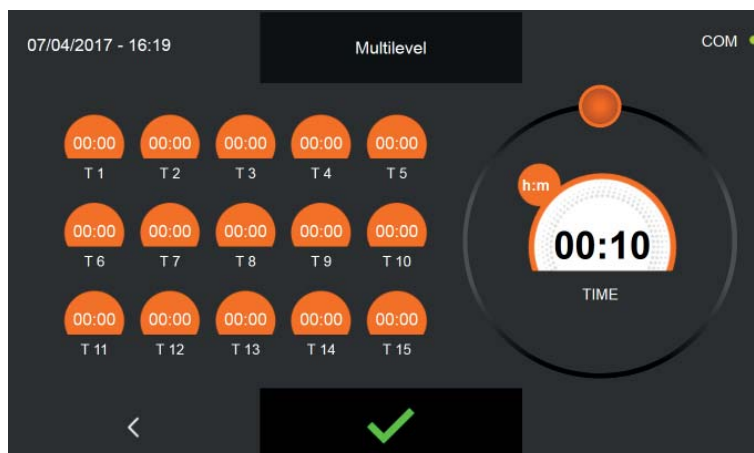 07/04/2017 - 16:19
Multilevel
COM
00:00 00:00 00:00 00:00 00:00
T 1 T 2 T 3 T 4 T 5
00:00 00:00 00:00 00:00 00:00
T 6 T 7 T 8 T 9 T 10
00:00 00:00 00:00 00:00 00:00
T 11 T 12 T 13 T 14 T 15
h:m
00:10
TIME